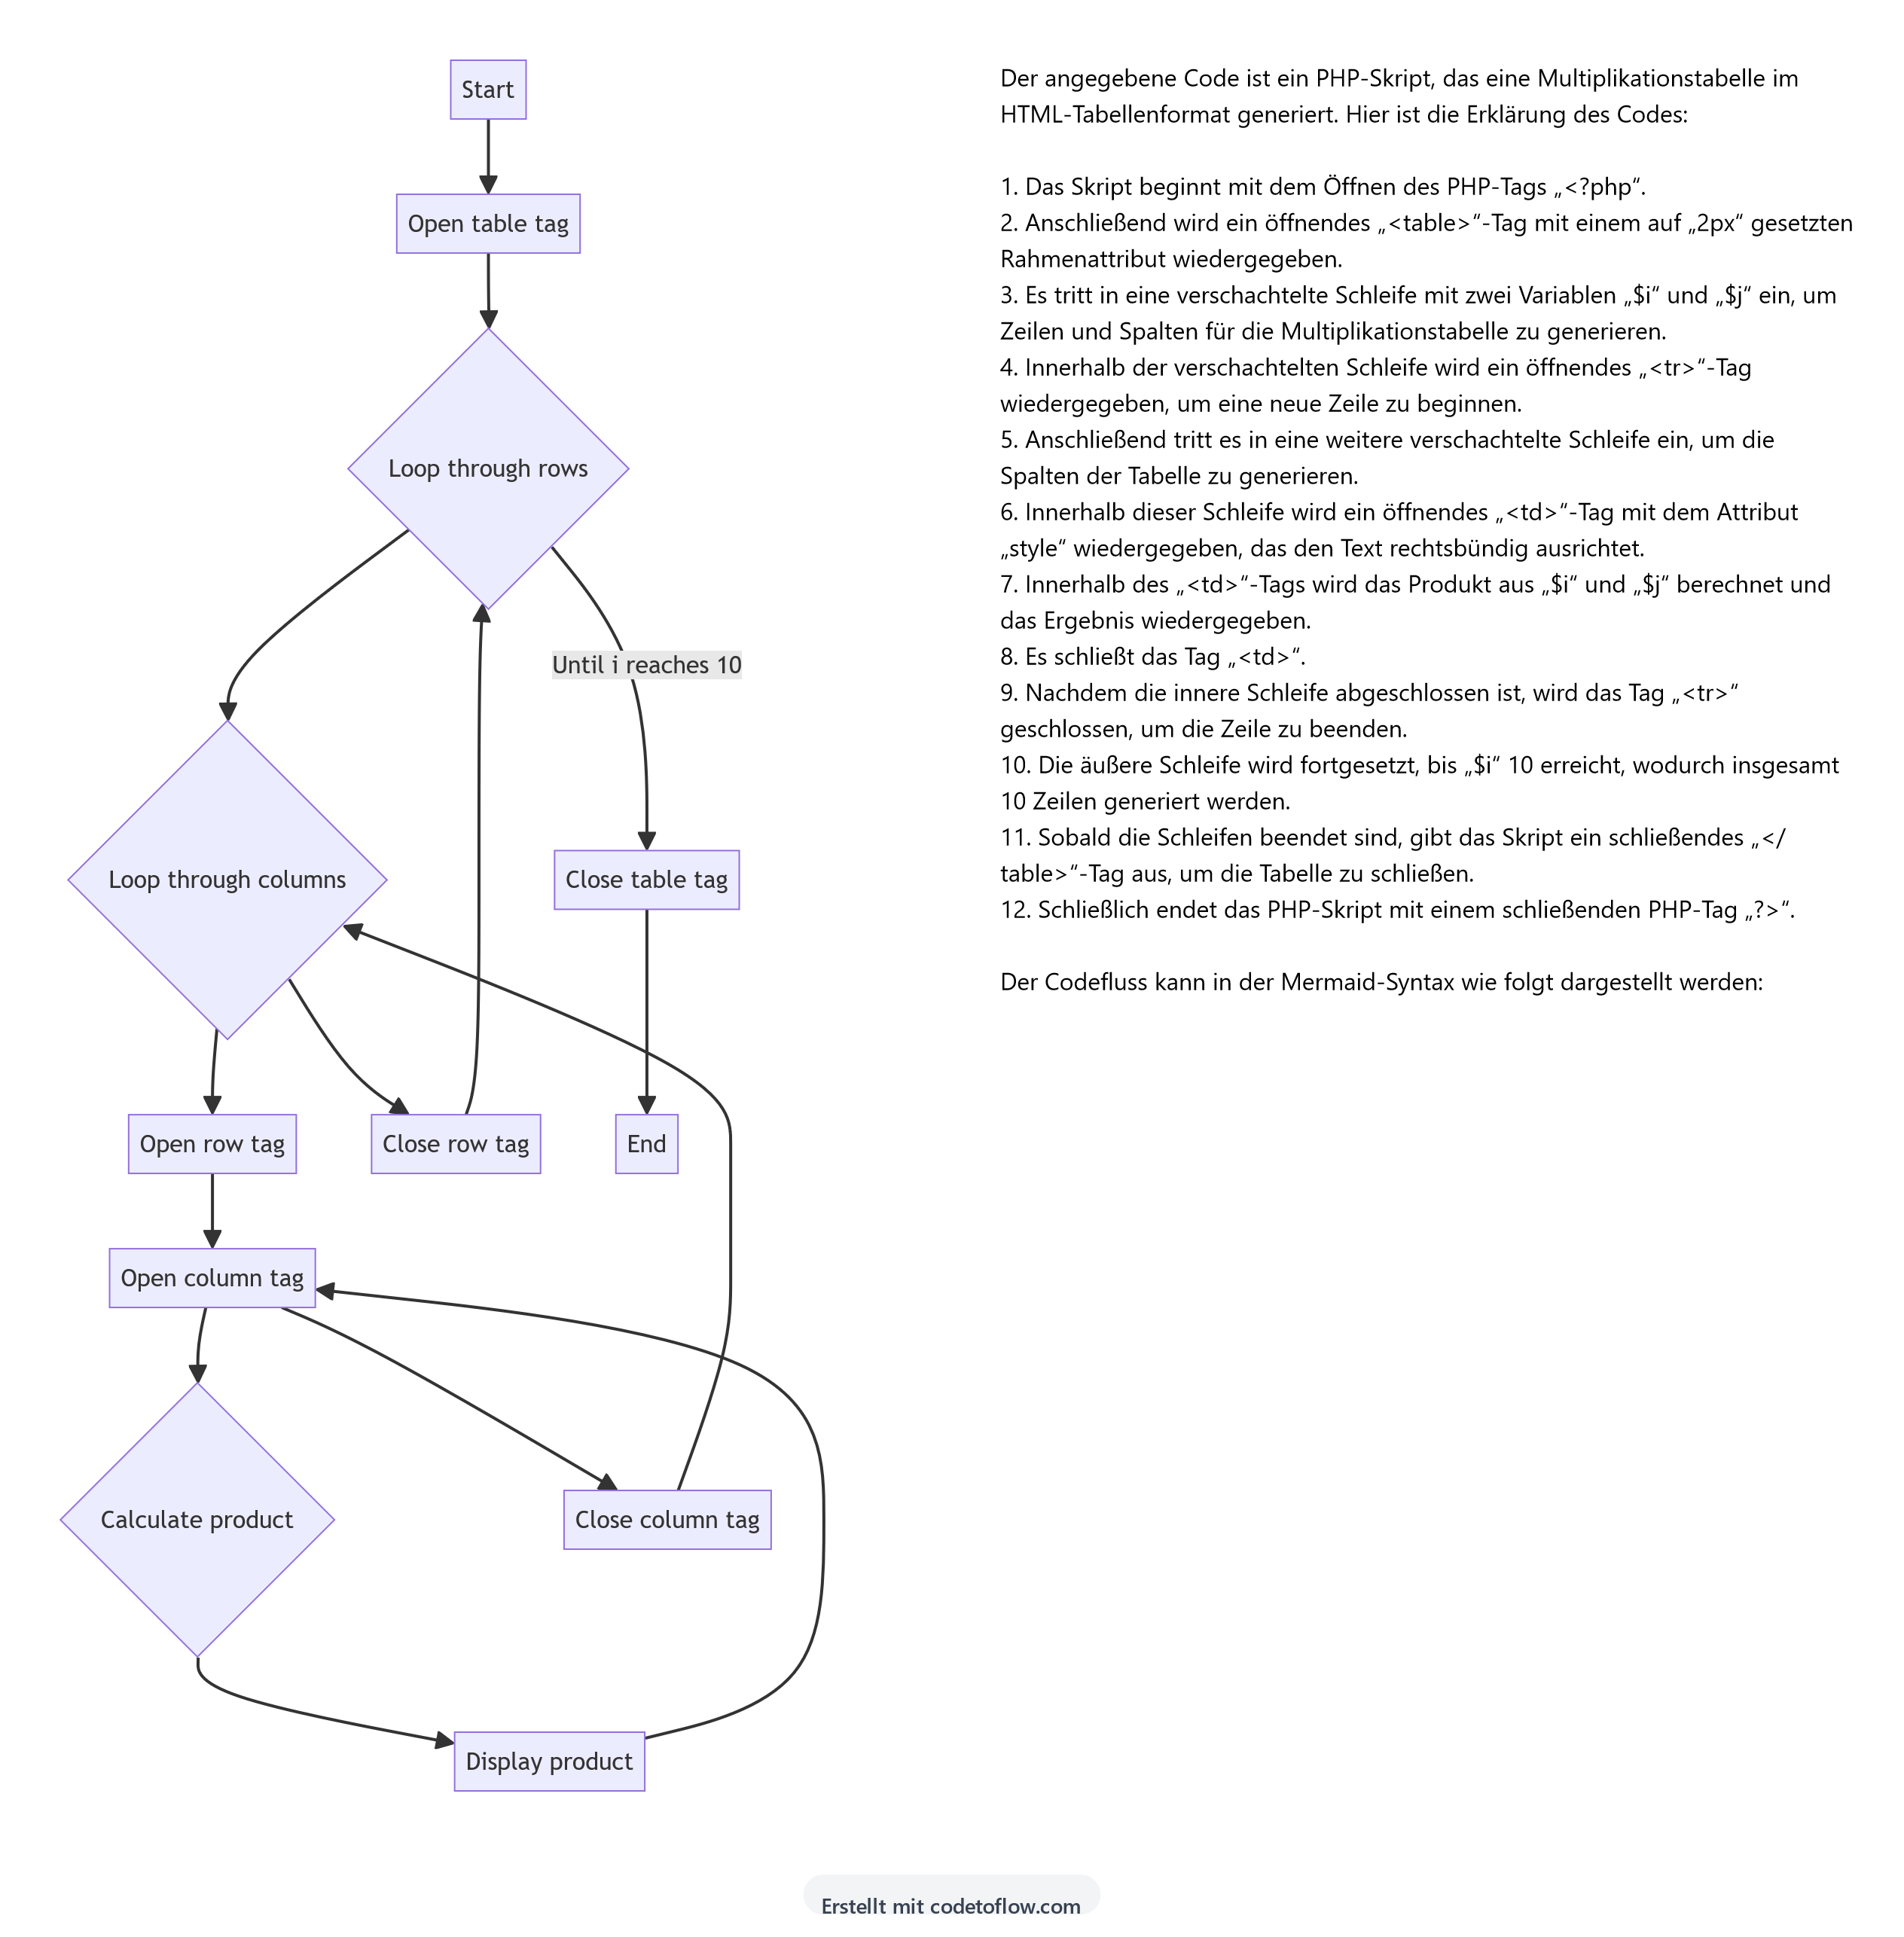 Start
Open table tag
Loop through rows
Until i reaches 10
Loop through columns
Close table tag
Open row tag
Close row tag
End
Open column tag
Calculate product
Close column tag
Display product
Der angegebene Code ist ein PHP-Skript, das eine Multiplikationstabelle im
HTML-Tabellenformat generiert. Hier ist die Erklärung des Codes:
1. Das Skript beginnt mit dem Öffnen des PHP-Tags „<?php“.
2. Anschließend wird ein öffnendes „<table>“-Tag mit einem auf „2px“ gesetzten
Rahmenattribut wiedergegeben.
3. Es tritt in eine verschachtelte Schleife mit zwei Variablen „$i“ und „$j“ ein, um
Zeilen und Spalten für die Multiplikationstabelle zu generieren.
4. Innerhalb der verschachtelten Schleife wird ein öffnendes „<tr>“-Tag
wiedergegeben, um eine neue Zeile zu beginnen.
5. Anschließend tritt es in eine weitere verschachtelte Schleife ein, um die
Spalten der Tabelle zu generieren.
6. Innerhalb dieser Schleife wird ein öffnendes „<td>“-Tag mit dem Attribut
„style“ wiedergegeben, das den Text rechtsbündig ausrichtet.
7. Innerhalb des „<td>“-Tags wird das Produkt aus „$i“ und „$j“ berechnet und
das Ergebnis wiedergegeben.
8. Es schließt das Tag „<td>“.
9. Nachdem die innere Schleife abgeschlossen ist, wird das Tag „<tr>“
geschlossen, um die Zeile zu beenden.
10. Die äußere Schleife wird fortgesetzt, bis „$i“ 10 erreicht, wodurch insgesamt
10 Zeilen generiert werden.
11. Sobald die Schleifen beendet sind, gibt das Skript ein schließendes „</
table>“-Tag aus, um die Tabelle zu schließen.
12. Schließlich endet das PHP-Skript mit einem schließenden PHP-Tag „?>“.
Der Codefluss kann in der Mermaid-Syntax wie folgt dargestellt werden:
Erstellt mit codetoflow.com